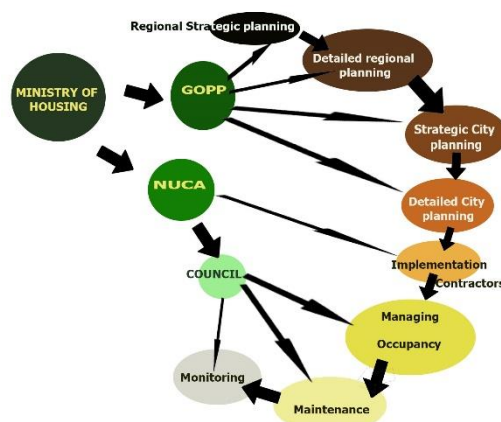 Regional Strategic planning
Detailed regional
planning
MINISTRY OF
HOUSING
GOPP
Strategic City
planning
NUCA
Detailed City
planning
Implementation
Contractors
COUNCIL
Managing
Occupancy
Monitoring
Maintenance